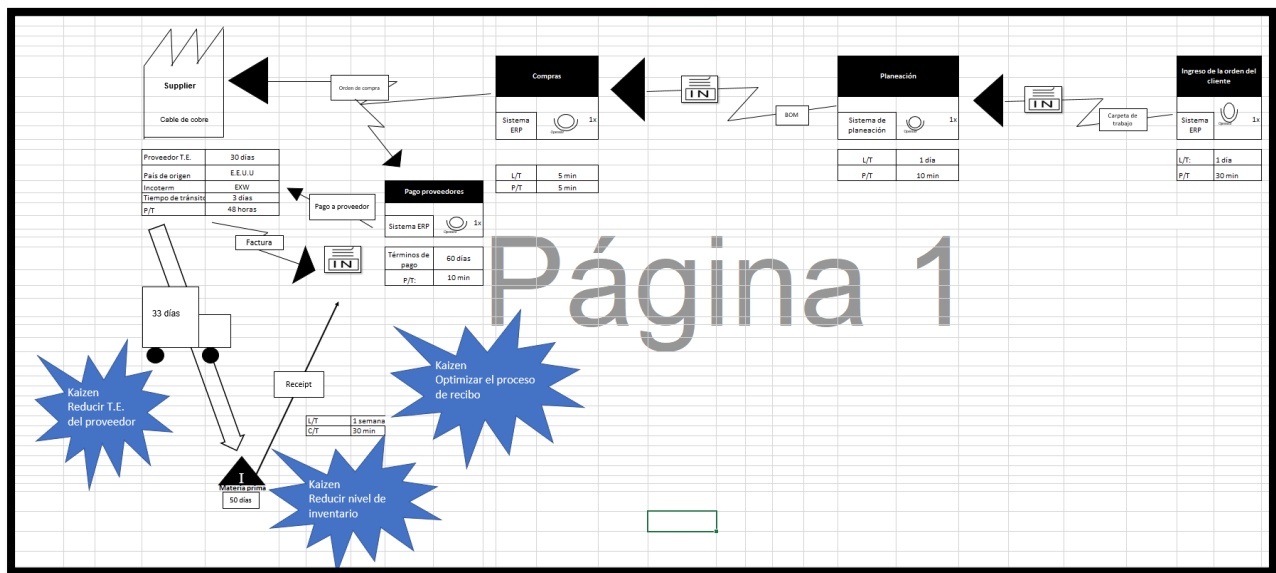 Supplier
Cable de cobre
Orden de compra
Compras
Sistema ERP
Operator
1x
IN
BOM
Planeación
Sistema de planeación
Operator
1x
IN
Carpeta de trabajo
Ingreso de la orden del cliente
Sistema ERP
1x
Proveedor T.E. 30 días
País de origen E.E.U.U
Incoterm EXW
Tiempo de tránsito 3 días
P/T 48 horas
L/T 5 min
P/T 5 min
L/T 1 día
P/T 10 min
L/T: 1 día
P/T 30 min
Pago proveedores
Sistema ERP
1x
Pago a proveedor
Factura
IN
Términos de pago 60 días
P/T: 10 min
Página 1
33 días
Kaizen
Reducir T.E.
del proveedor
Receipt
Kaizen
Optimizar el proceso
de recibo
L/T 1 semana
C/T 30 min
I
Materia prima
50 días
Kaizen
Reducir nivel de
inventario